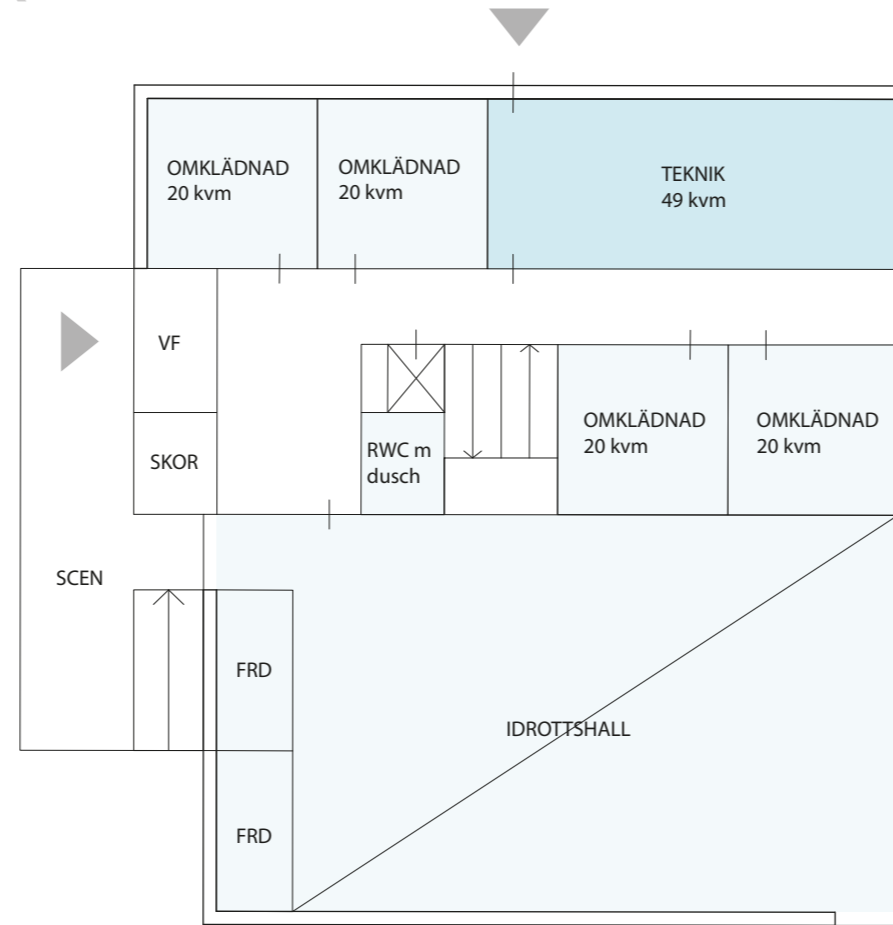 OMKLÄDNAD
20 kvm
OMKLÄDNAD
20 kvm
TEKNIK
49 kvm
VF
SKOR
RWC m
dusch
OMKLÄDNAD
20 kvm
OMKLÄDNAD
20 kvm
SCEN
FRD
IDROTTSHALL
FRD